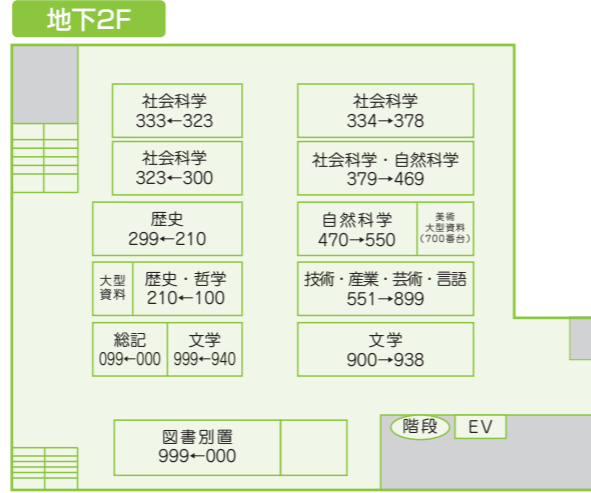 地下2F
社会科学
333←323
社会科学
334→378
社会科学
323←300
社会科学・自然科学
379→469
歴史
299←210
自然科学
470→550
美術
大型資料
(700番台)
大型
資料
歴史・哲学
210←100
技術・産業・芸術・言語
551→899
総記
099←000
文学
999←940
文学
900→938
図書別置
999←000
階段
EV